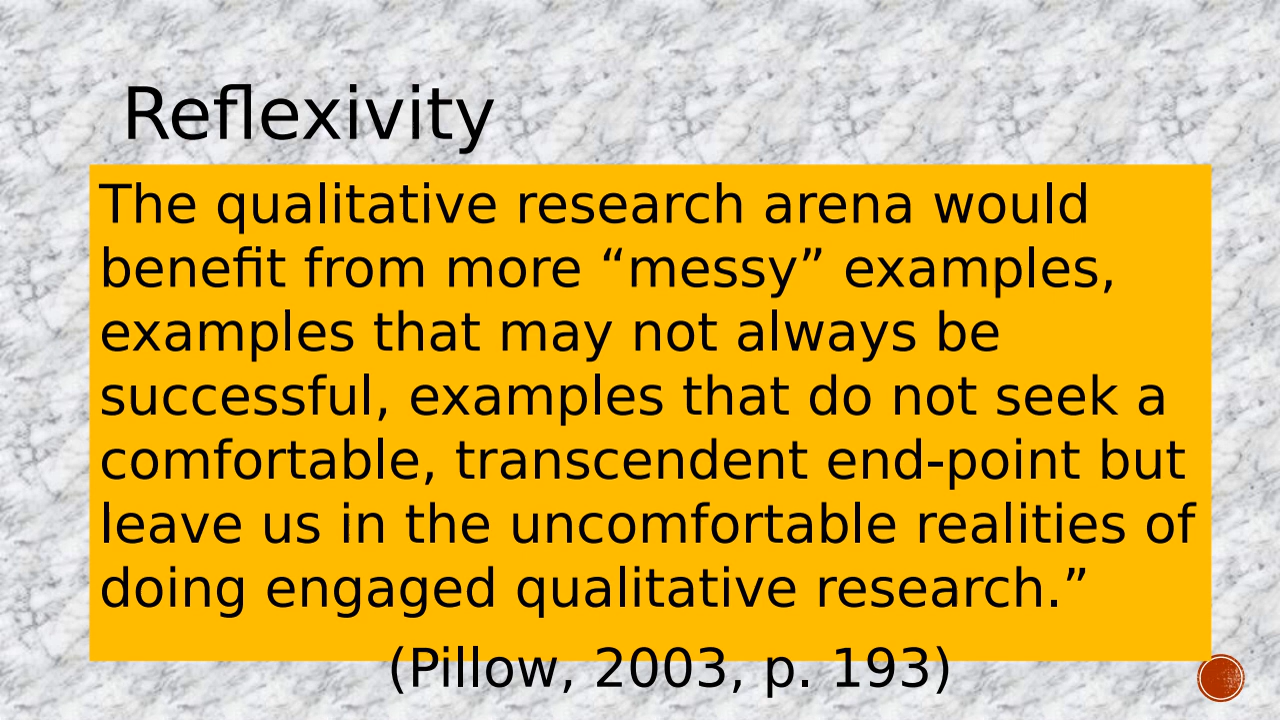 Reflexivity
The qualitative research arena would
benefit from more “messy” examples,
examples that may not always be
successful, examples that do not seek a
comfortable, transcendent end-point but
leave us in the uncomfortable realities of
doing engaged qualitative research.”
(Pillow, 2003, p. 193)